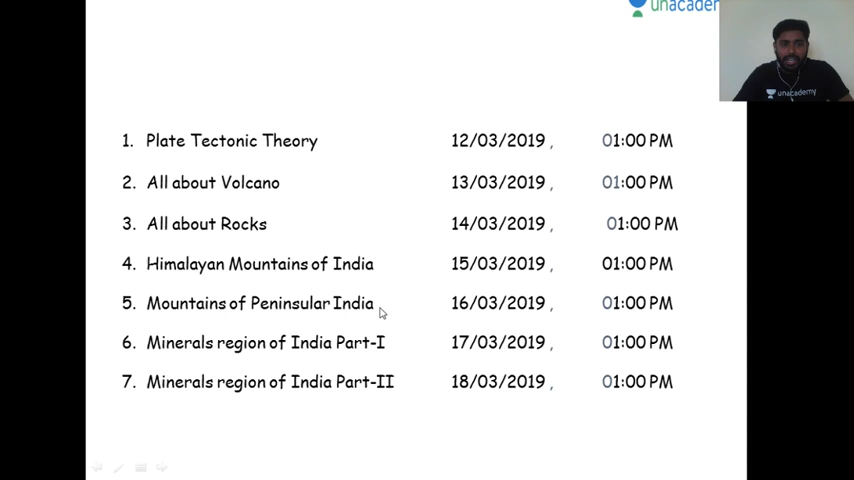 unacadem
unacademy
1. Plate Tectonic Theory 12/03/2019 , 01:00 PM
2. All about Volcano 13/03/2019 , 01:00 PM
3. All about Rocks 14/03/2019 , 01:00 PM
4. Himalayan Mountains of India 15/03/2019 , 01:00 PM
5. Mountains of Peninsular India 16/03/2019 , 01:00 PM
6. Minerals region of India Part-I 17/03/2019 , 01:00 PM
7. Minerals region of India Part-II 18/03/2019 , 01:00 PM